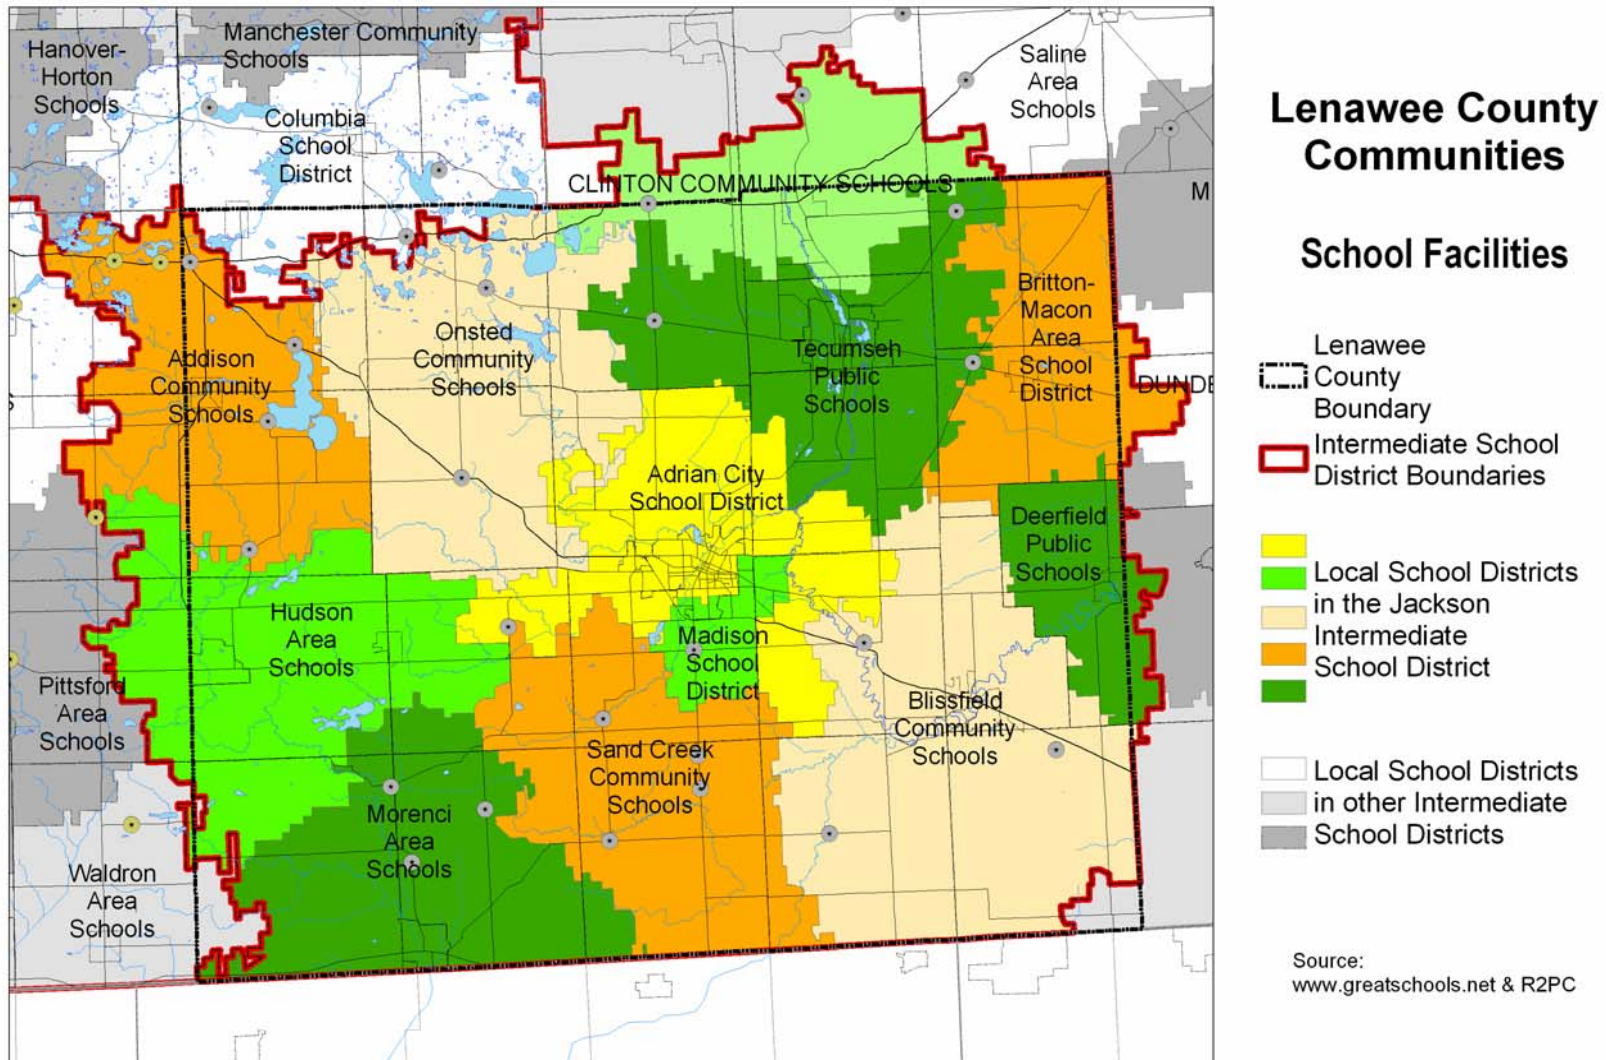 Hanover-
Horton
Schools
Manchester Community
Schools
Columbia
School
District
Saline
Area
Schools
CLINTON COMMUNITY SCHOOLS
M
Addison
Community
Schools
Onsted
Community
Schools
Tecumseh
Public
Schools
Britton-
Macon
Area
School
District
DUNDE
S
Adrian City
School District
Deerfield
Public
Schools
Hudson
Area
Schools
Madison
School
District
Pittsford
Area
Schools
Blissfield
Community
Schools
Sand Creek
Community
Schools
Morenci
Area
Schools
Waldron
Area
Schools
Lenawee County
Communities
School Facilities
Lenawee
County
Boundary
Intermediate School
District Boundaries
Local School Districts
in the Jackson
Intermediate
School District
Local School Districts
in other Intermediate
School Districts
Source:
www.greatschools.net & R2PC